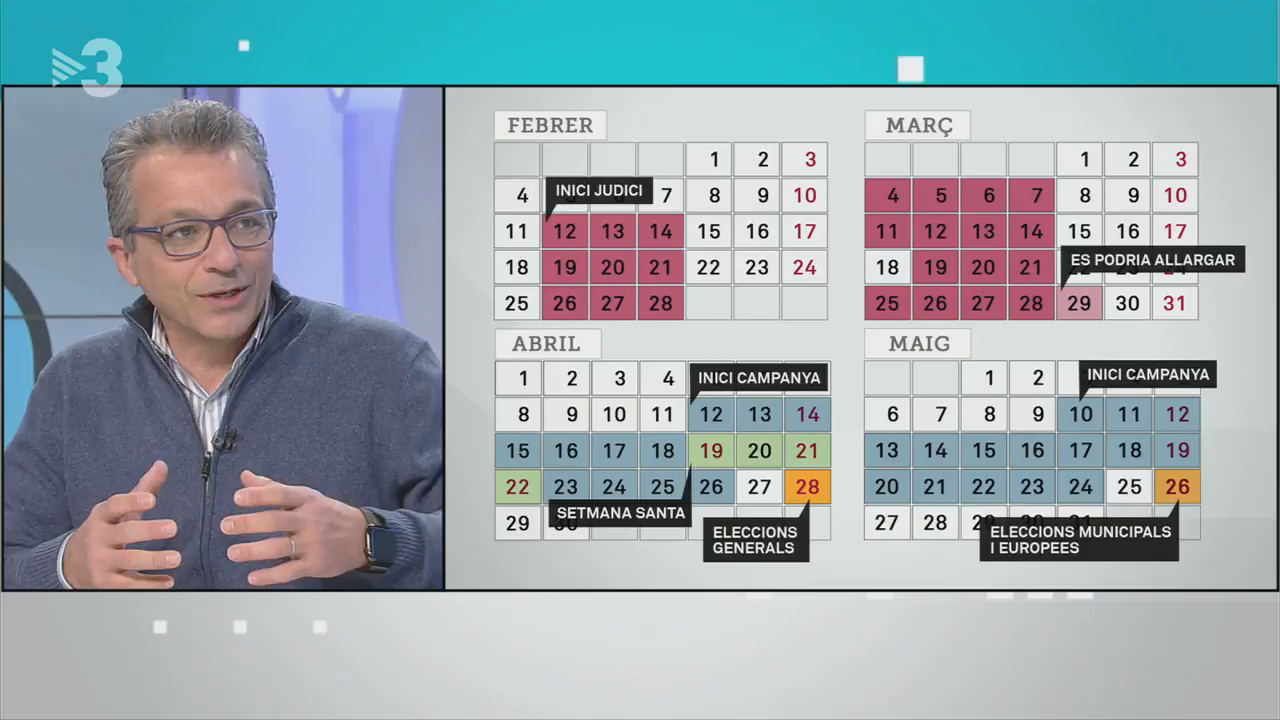 3
FEBRER
1 2 3
INICI JUDICI
4 7 8 9 10
11 12 13 14 15 16 17
18 19 20 21 22 23 24
25 26 27 28
MARÇ
1 2 3
4 5 6 7 8 9 10
11 12 13 14 15 16 17
ES PODRIA ALLARGAR
18 19 20 21
25 26 27 28 29 30 31
ABRIL
1 2 3 4
INICI CAMPANYA
8 9 10 11 12 13 14
15 16 17 18 19 20 21
22 23 24 25 26 27 28
SETMANA SANTA
29
ELECCIONS
GENERALS
MAIG
1 2
INICI CAMPANYA
6 7 8 9 10 11 12
13 14 15 16 17 18 19
20 21 22 23 24 25 26
27 28
ELECCIONS MUNICIPALS
I EUROPEES